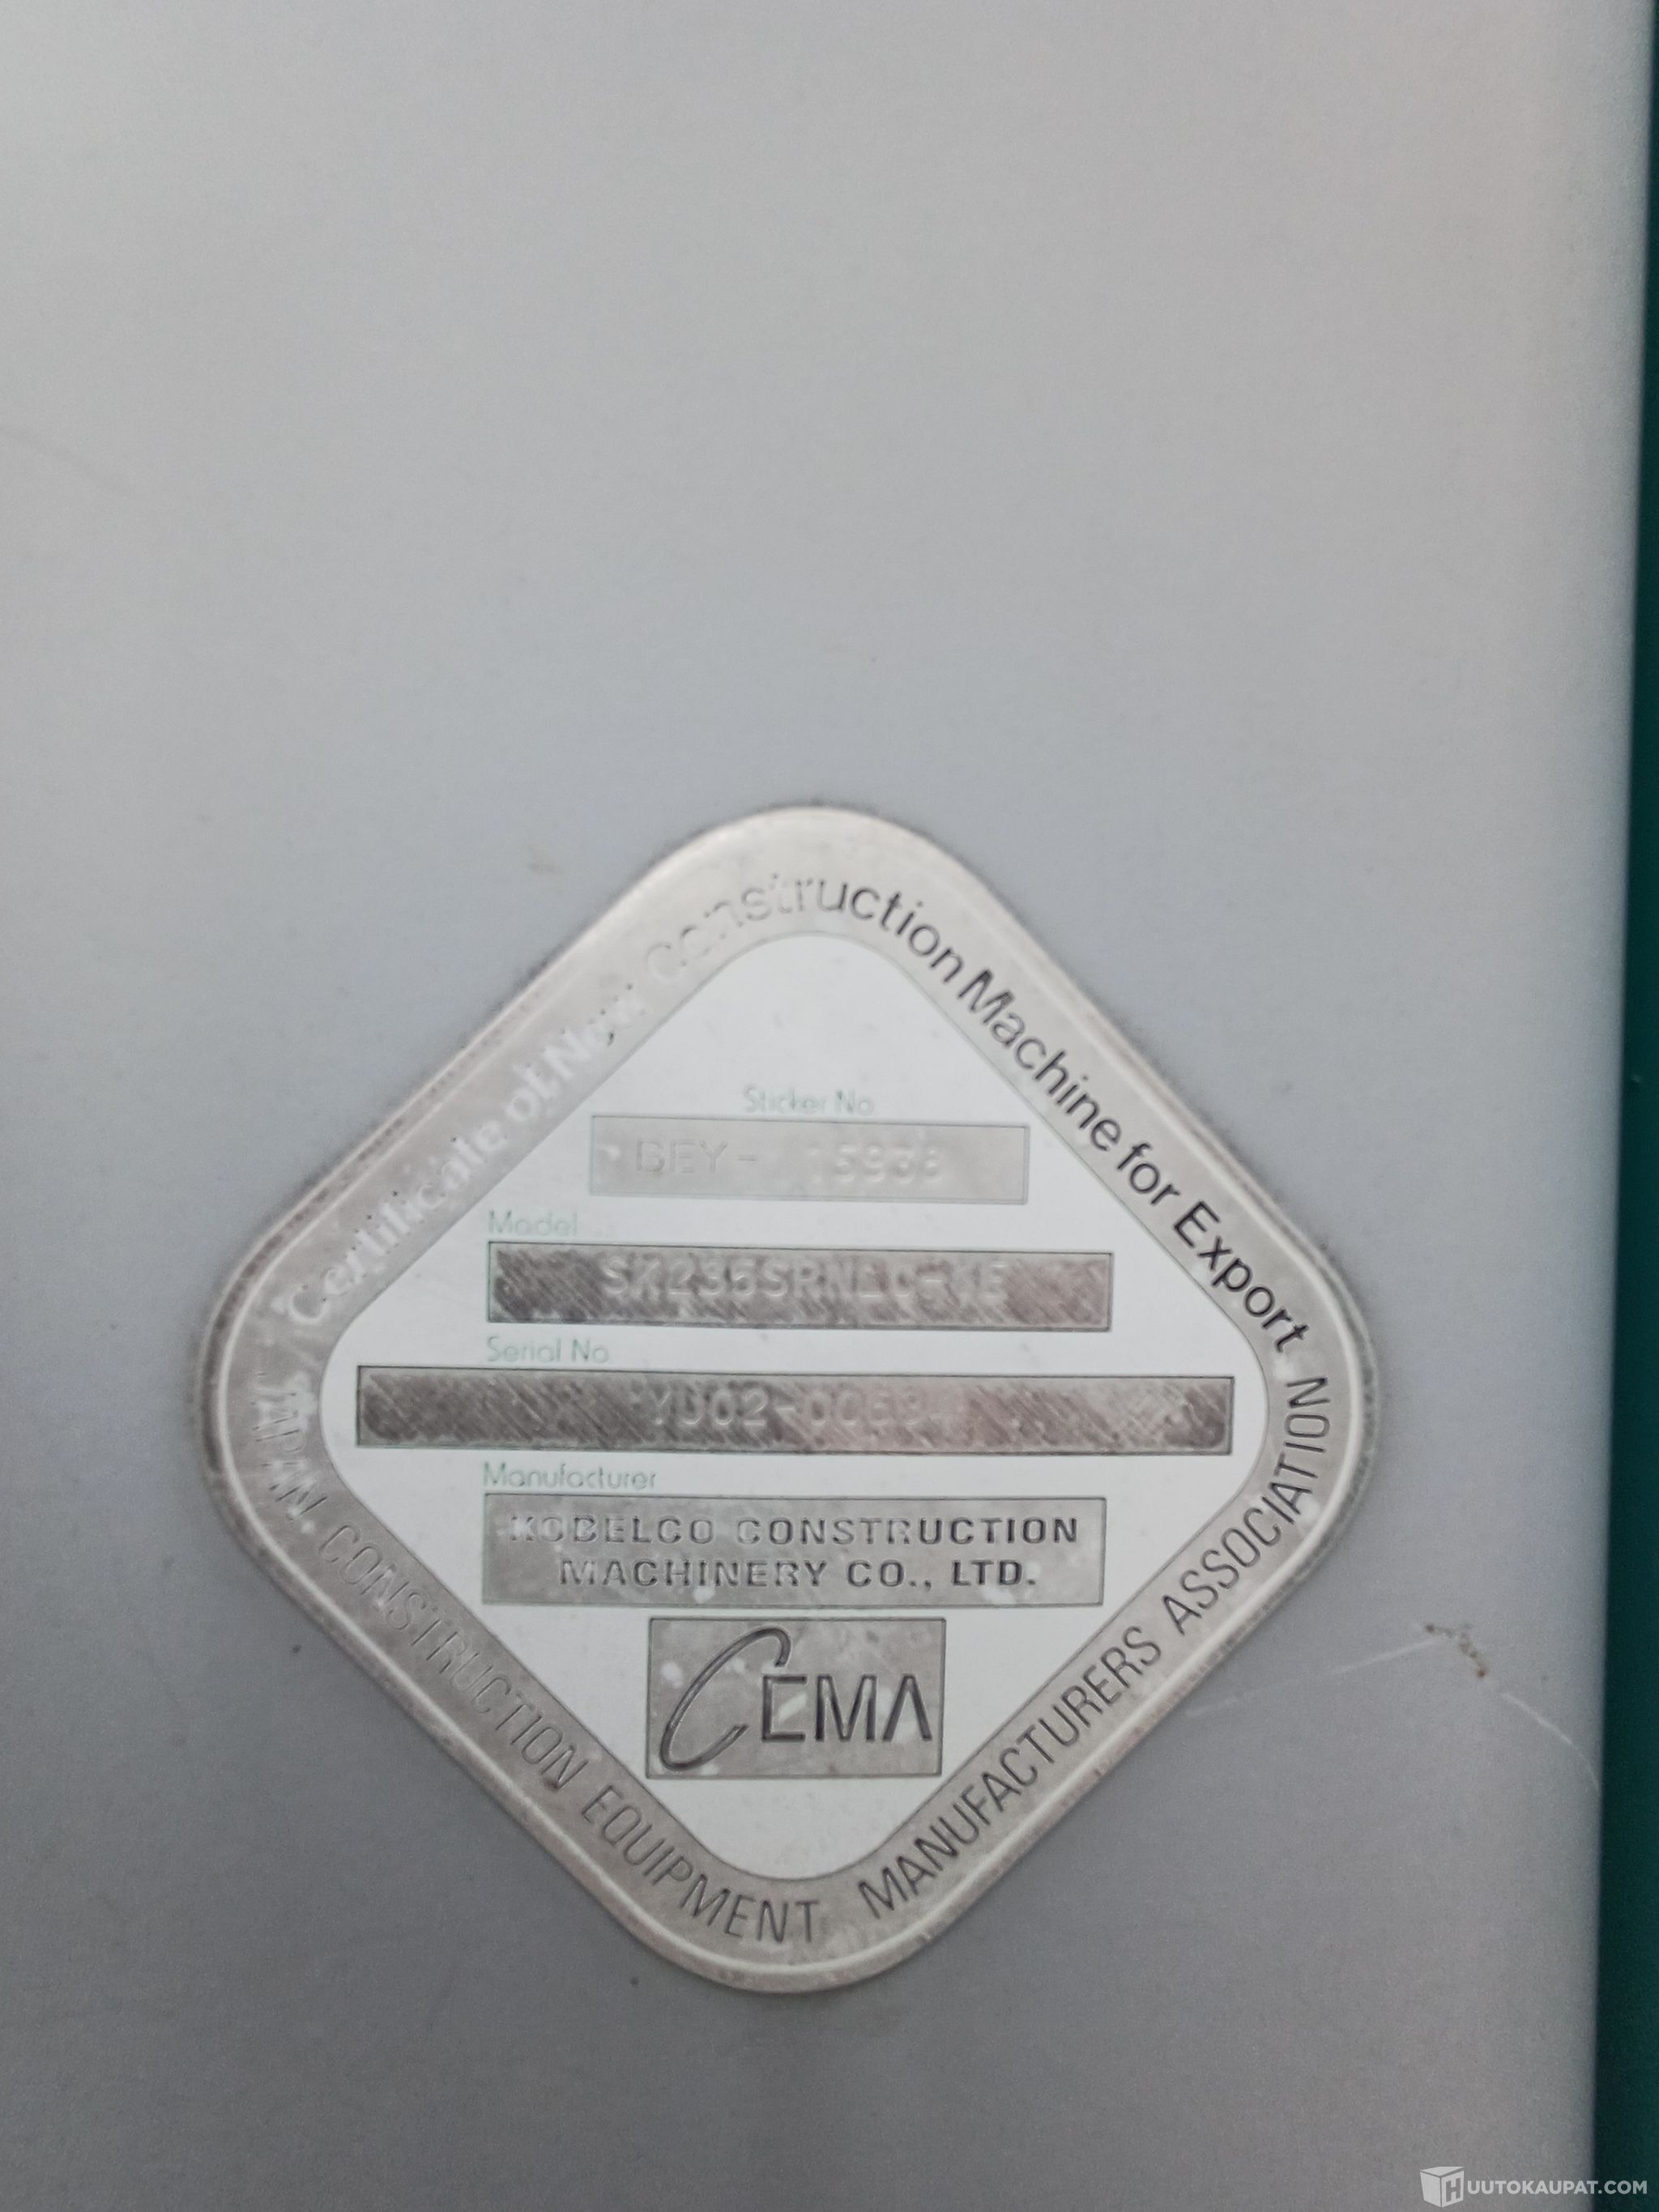 Certificate of New Construction Machine for Export
Sticker No.
BEY-
Model
Serial No.
Manufacturer
KOBELCO CONSTRUCTION
MACHINERY CO., LTD.
CEMA
JAPAN CONSTRUCTION EQUIPMENT MANUFACTURERS ASSOCIATION
HUUTOKAUPAT.COM